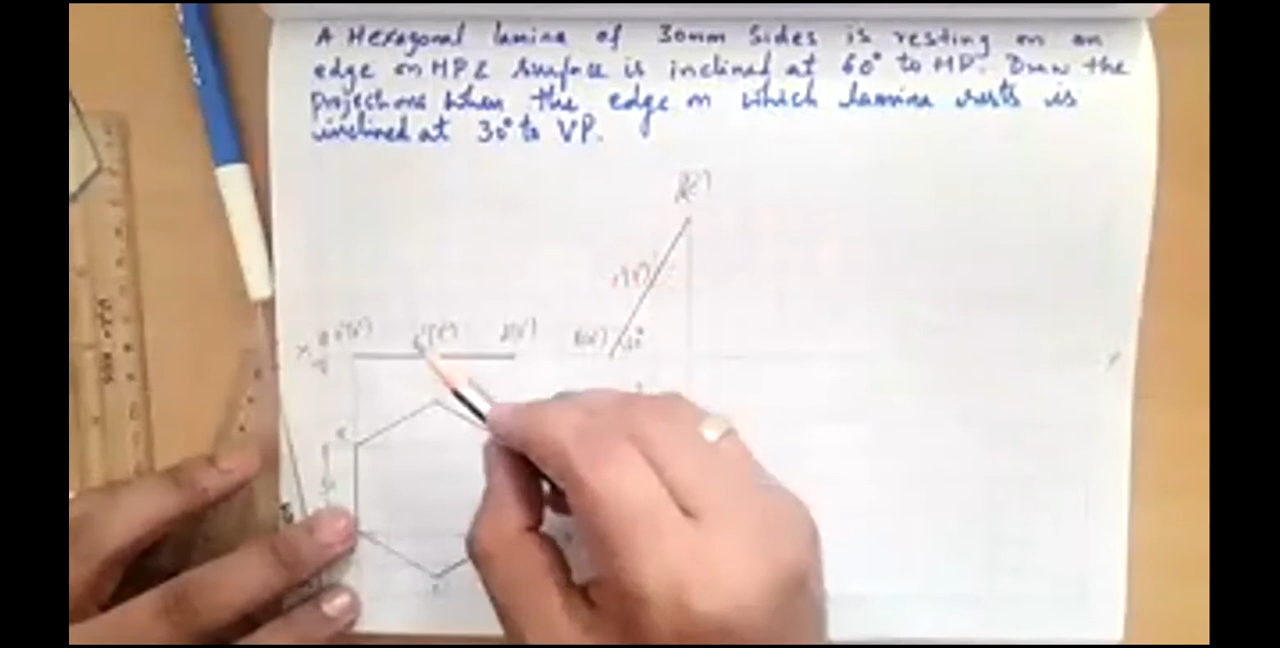 A Hexagonal lamina of 30mm Sides is resting on an
edge on HP & Surface is inclined at 60° to HP. Draw the
projections when the edge on which lamina rests is
inclined at 30° to VP.
X